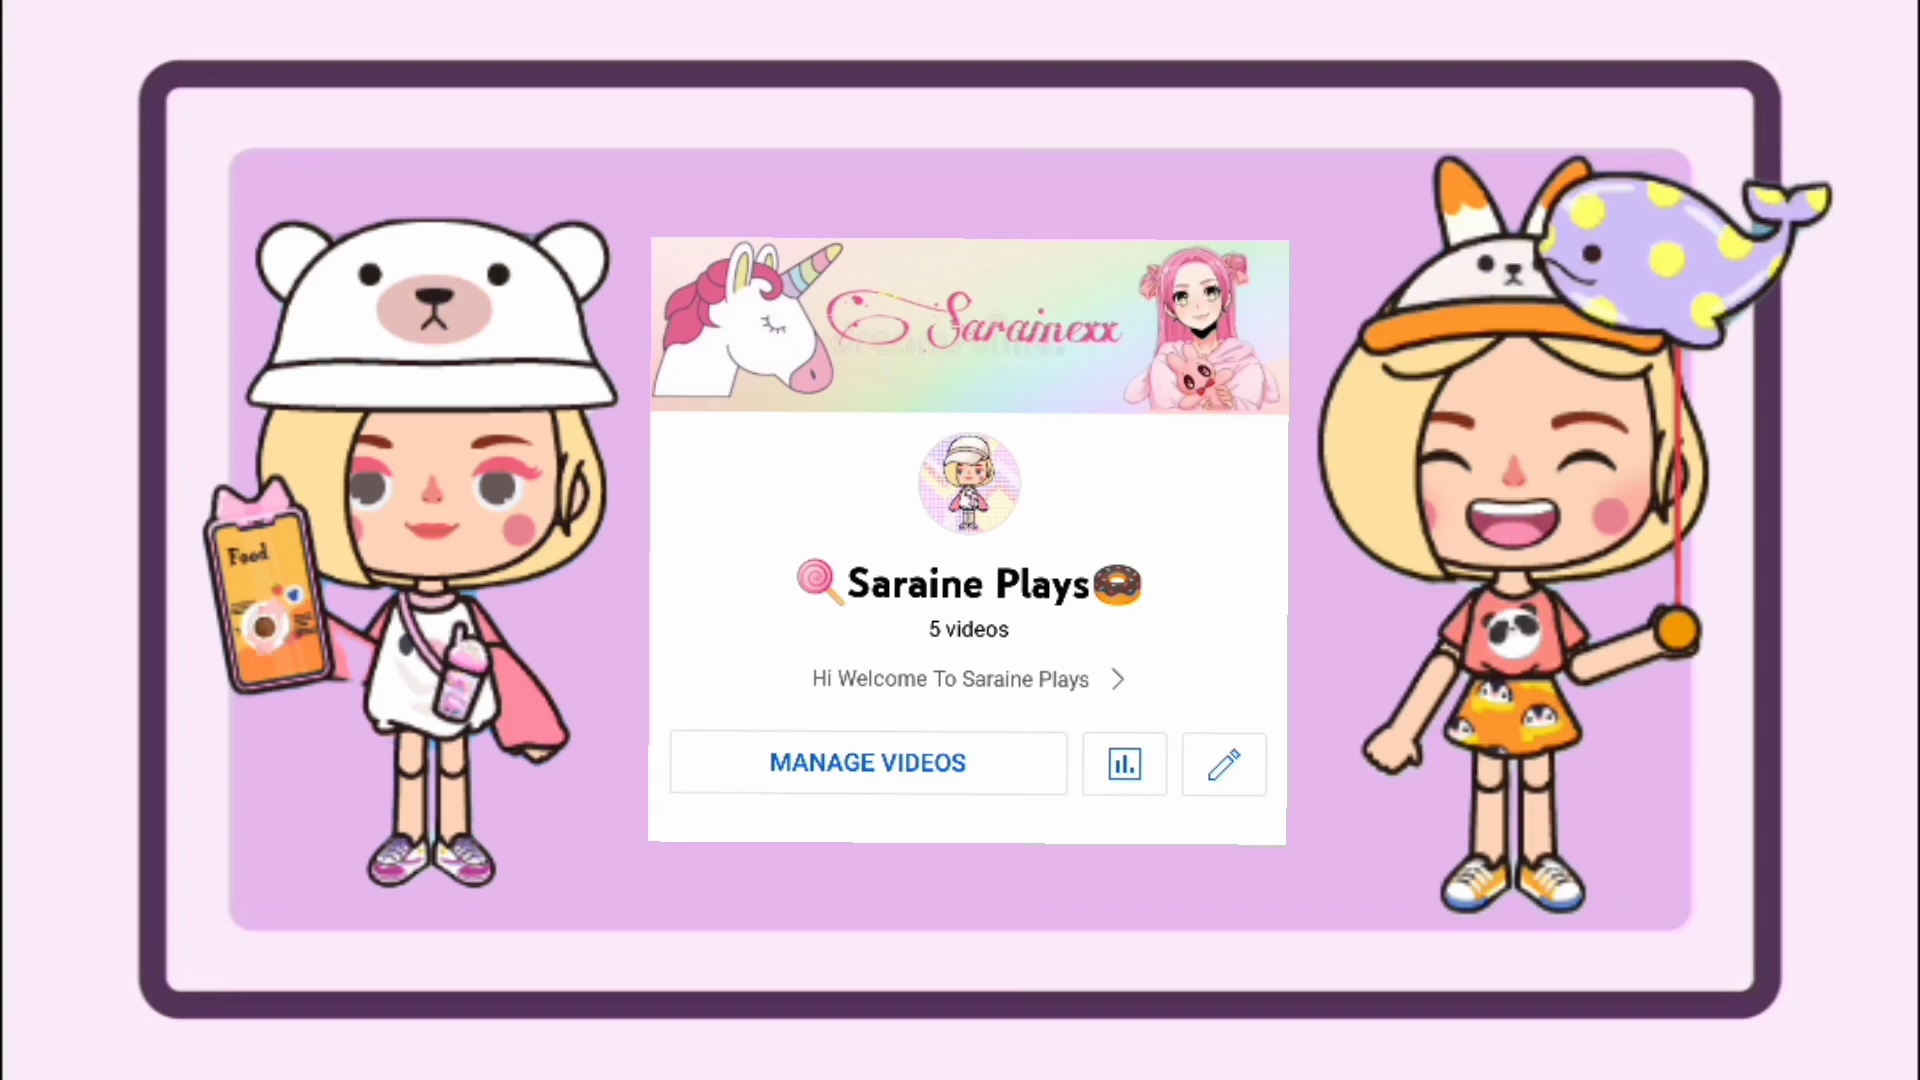 Sarainexx
🍭Saraine Plays🍩
5 videos
Hi Welcome To Saraine Plays
MANAGE VIDEOS
Food